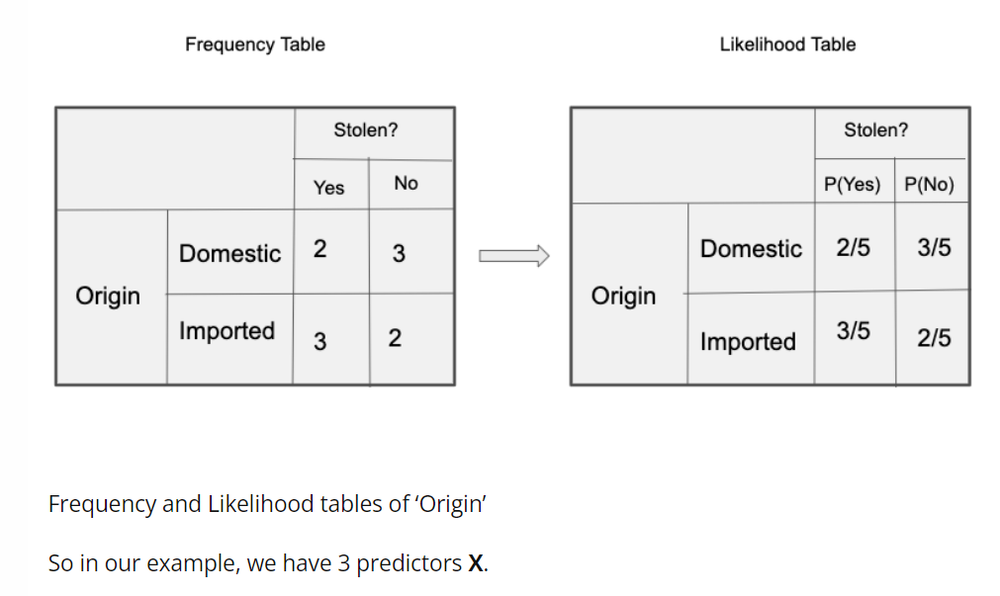 Frequency Table
Likelihood Table
Stolen?
Yes No
Origin
Domestic 2 3
Imported 3 2
Stolen?
P(Yes) P(No)
Origin
Domestic 2/5 3/5
Imported 3/5 2/5
Frequency and Likelihood tables of ‘Origin’
So in our example, we have 3 predictors X.